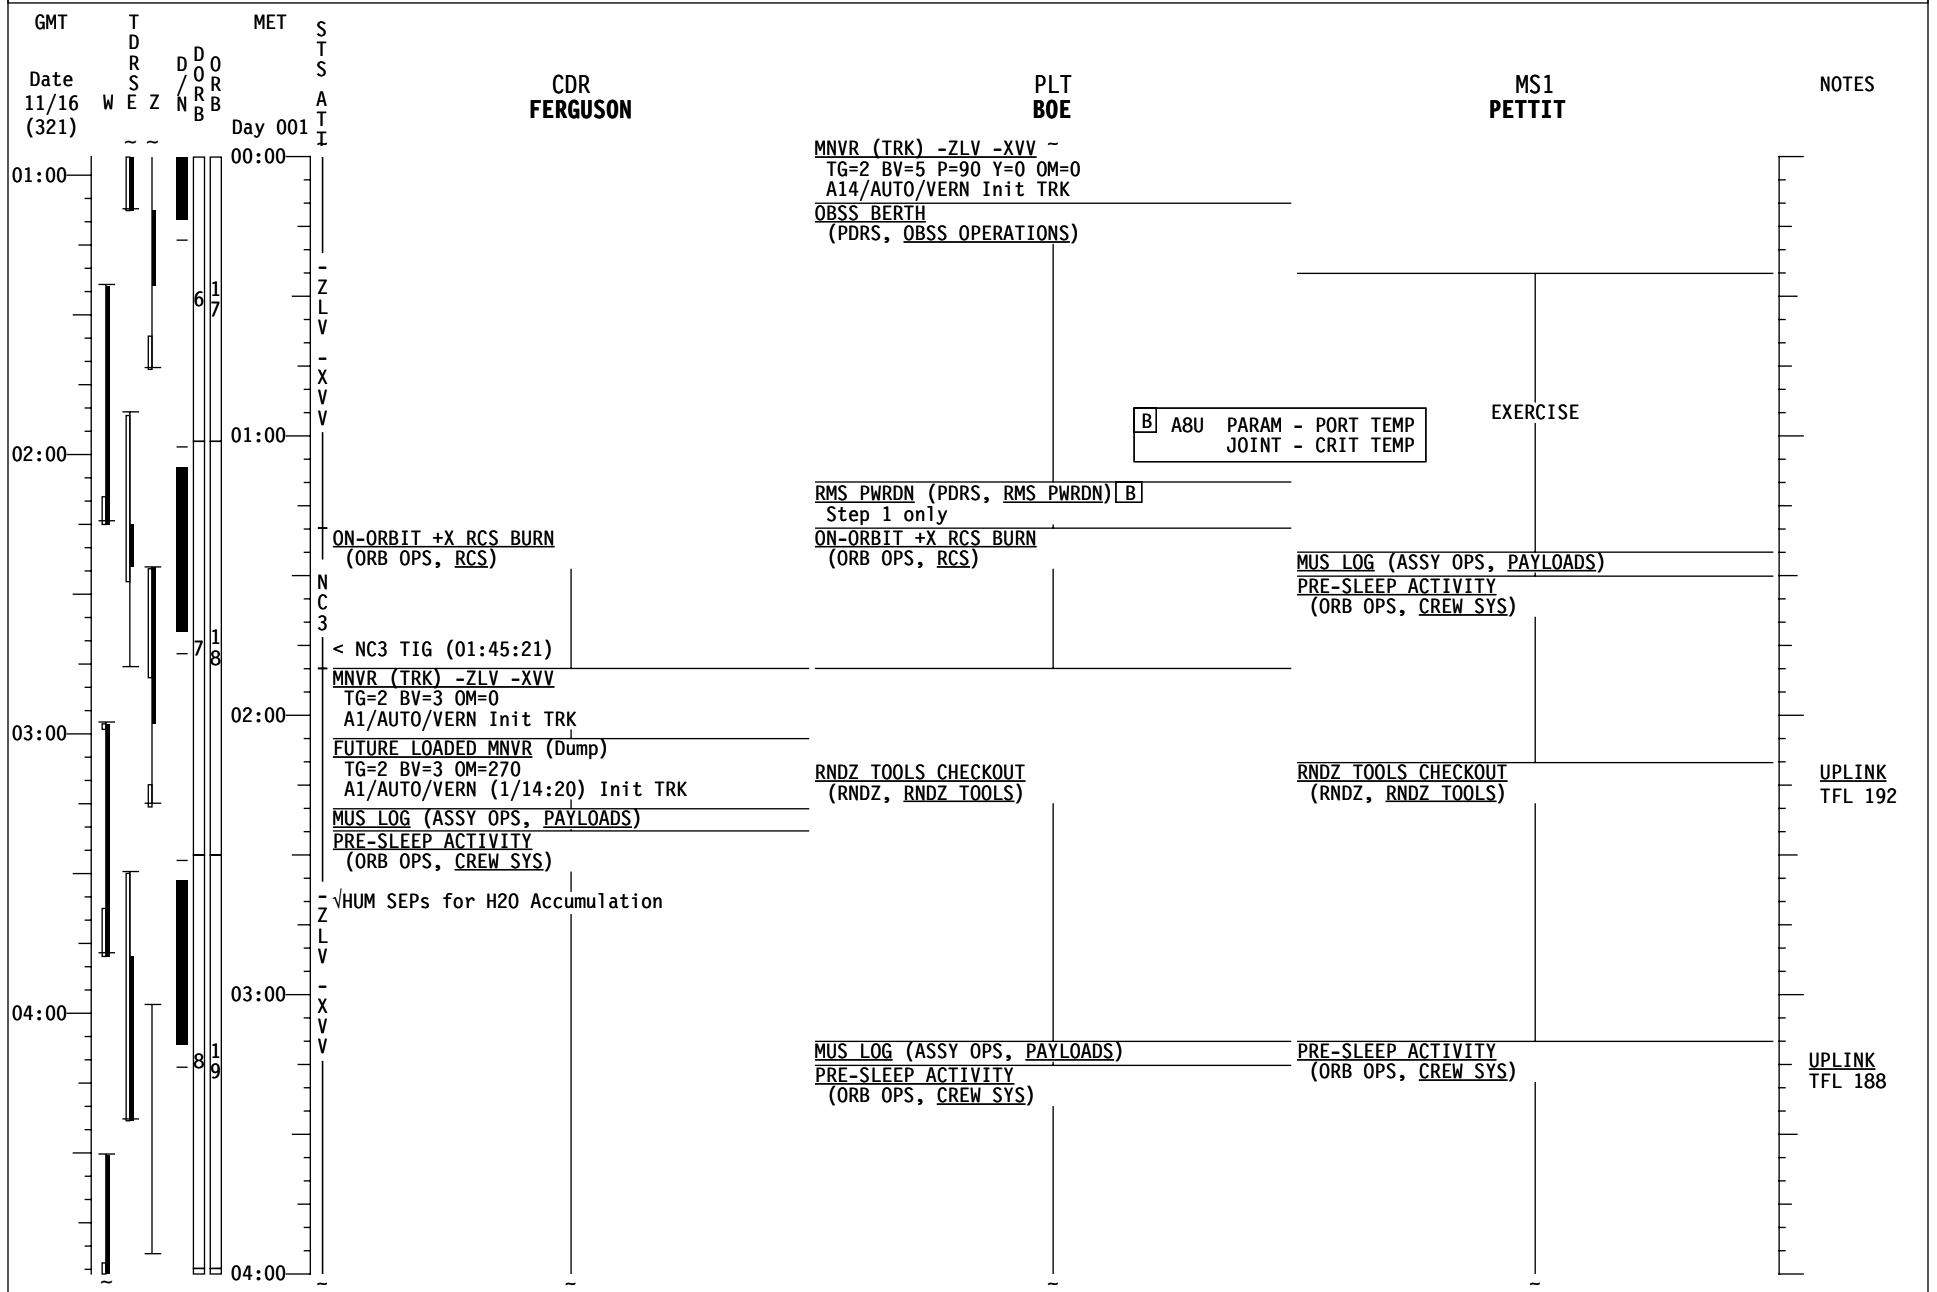 GMT
Date
11/16
(321)
TDRS
W E Z
D/N
DORB
ORB
MET
Day 001
STS ATT
CDR
FERGUSON
PLT
BOE
MS1
PETTIT
NOTES
~ ~
01:00
02:00
03:00
04:00
~
6
7
8
17
18
19
00:00
01:00
02:00
03:00
04:00
-ZLV -XVV
NC3
-ZLV -XVV
~
ON-ORBIT +X RCS BURN
(ORB OPS, RCS)
< NC3 TIG (01:45:21)
MNVR (TRK) -ZLV -XVV
TG=2 BV=3 OM=0
A1/AUTO/VERN Init TRK
FUTURE LOADED MNVR (Dump)
TG=2 BV=3 OM=270
A1/AUTO/VERN (1/14:20) Init TRK
MUS LOG (ASSY OPS, PAYLOADS)
PRE-SLEEP ACTIVITY
(ORB OPS, CREW SYS)
√HUM SEPs for H2O Accumulation
~
MNVR (TRK) -ZLV -XVV ~
TG=2 BV=5 P=90 Y=0 OM=0
A14/AUTO/VERN Init TRK
OBSS BERTH
(PDRS, OBSS OPERATIONS)
B A8U PARAM - PORT TEMP
JOINT - CRIT TEMP
RMS PWRDN (PDRS, RMS PWRDN) B
Step 1 only
ON-ORBIT +X RCS BURN
(ORB OPS, RCS)
RNDZ TOOLS CHECKOUT
(RNDZ, RNDZ TOOLS)
MUS LOG (ASSY OPS, PAYLOADS)
PRE-SLEEP ACTIVITY
(ORB OPS, CREW SYS)
~
EXERCISE
MUS LOG (ASSY OPS, PAYLOADS)
PRE-SLEEP ACTIVITY
(ORB OPS, CREW SYS)
RNDZ TOOLS CHECKOUT
(RNDZ, RNDZ TOOLS)
PRE-SLEEP ACTIVITY
(ORB OPS, CREW SYS)
~
UPLINK
TFL 192
UPLINK
TFL 188